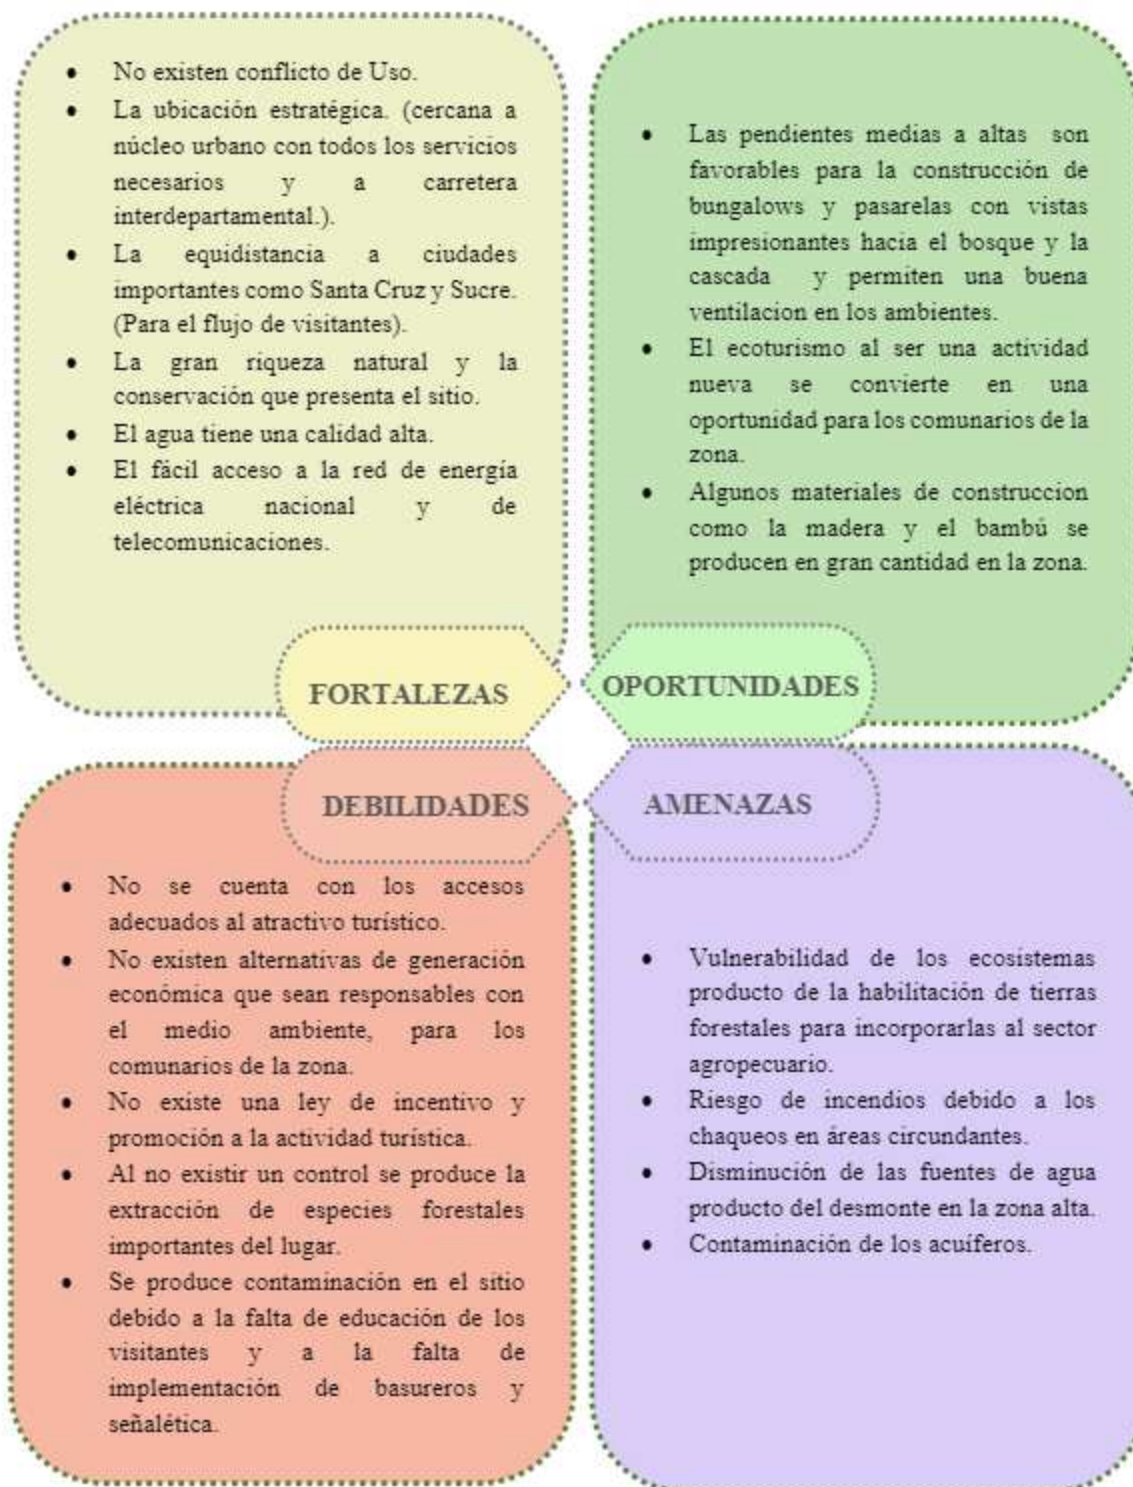 No existen conflicto de Uso.
La ubicación estratégica. (cercana a
núcleo urbano con todos los servicios
necesarios y a carretera
interdepartamental.).
La equidistancia a ciudades
importantes como Santa Cruz y Sucre.
(Para el flujo de visitantes).
La gran riqueza natural y la
conservación que presenta el sitio.
El agua tiene una calidad alta.
El fácil acceso a la red de energía
eléctrica nacional y de
telecomunicaciones.
FORTALEZAS
Las pendientes medias a altas son
favorables para la construcción de
bungalows y pasarelas con vistas
impresionantes hacia el bosque y la
cascada y permiten una buena
ventilacion en los ambientes.
El ecoturismo al ser una actividad
nueva se convierte en una
oportunidad para los comunarios de la
zona.
Algunos materiales de construccion
como la madera y el bambú se
producen en gran cantidad en la zona.
OPORTUNIDADES
DEBILIDADES
No se cuenta con los accesos
adecuados al atractivo turístico.
No existen alternativas de generación
económica que sean responsables con
el medio ambiente, para los
comunarios de la zona.
No existe una ley de incentivo y
promoción a la actividad turística.
Al no existir un control se produce la
extracción de especies forestales
importantes del lugar.
Se produce contaminación en el sitio
debido a la falta de educación de los
visitantes y a la falta de
implementación de basureros y
señalética.
AMENAZAS
Vulnerabilidad de los ecosistemas
producto de la habilitación de tierras
forestales para incorporarlas al sector
agropecuario.
Riesgo de incendios debido a los
chaqueos en áreas circundantes.
Disminución de las fuentes de agua
producto del desmonte en la zona alta.
Contaminación de los acuíferos.